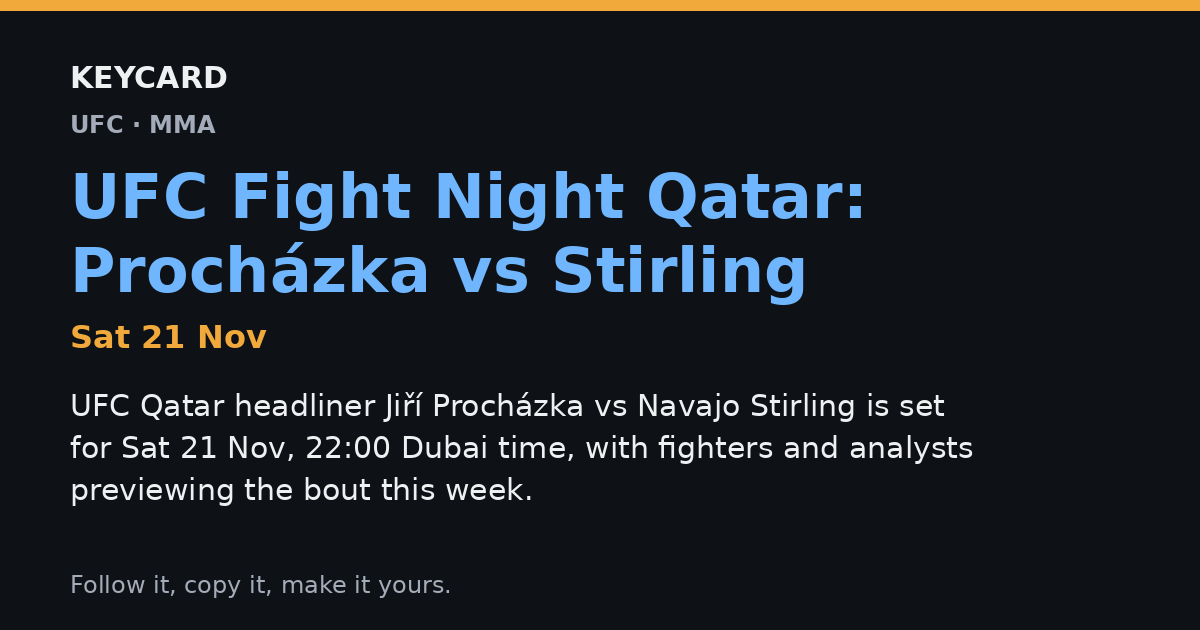 KEYCARD
UFC · MMA
UFC Fight Night Qatar:
Procházka vs Stirling
Sat 21 Nov
UFC Qatar headliner Jiří Procházka vs Navajo Stirling is set
for Sat 21 Nov, 22:00 Dubai time, with fighters and analysts
previewing the bout this week.
Follow it, copy it, make it yours.